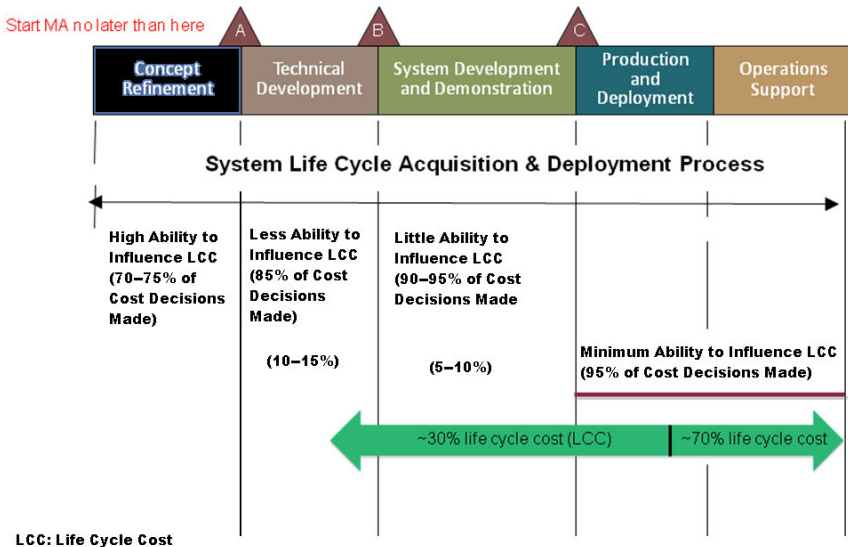 Start MA no later than here
A
B
C
Concept
Refinement
Technical
Development
System Development
and Demonstration
Production
and
Deployment
Operations
Support
System Life Cycle Acquisition & Deployment Process
High Ability to
Influence LCC
(70–75% of
Cost Decisions
Made)
Less Ability to
Influence LCC
(85% of Cost
Decisions
Made)
(10–15%)
Little Ability to
Influence LCC
(90–95% of Cost
Decisions Made
(5–10%)
Minimum Ability to Influence LCC
(95% of Cost Decisions Made)
~30% life cycle cost (LCC)
~70% life cycle cost
LCC: Life Cycle Cost